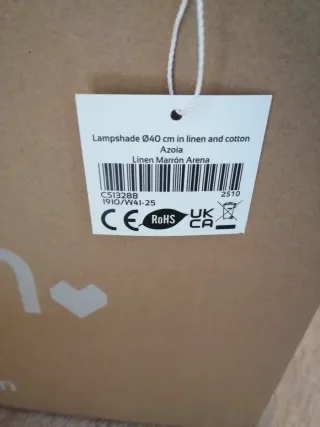 Lampshade Ø40 cm in linen and cotton
Azoia
Linen Marrón Arena
CS13288 2510
1910/W41-25
CE RoHS UK CA
n
n